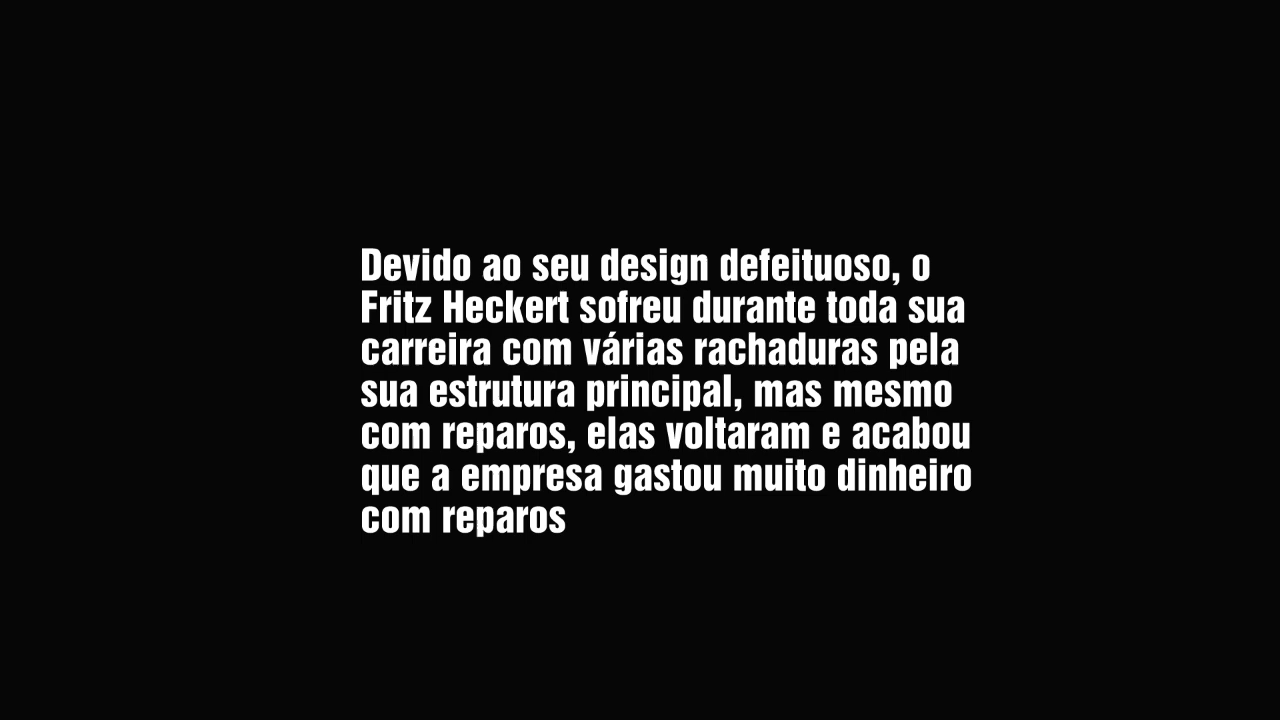 Devido ao seu design defeituoso, o
Fritz Heckert sofreu durante toda sua
carreira com várias rachaduras pela
sua estrutura principal, mas mesmo
com reparos, elas voltaram e acabou
que a empresa gastou muito dinheiro
com reparos